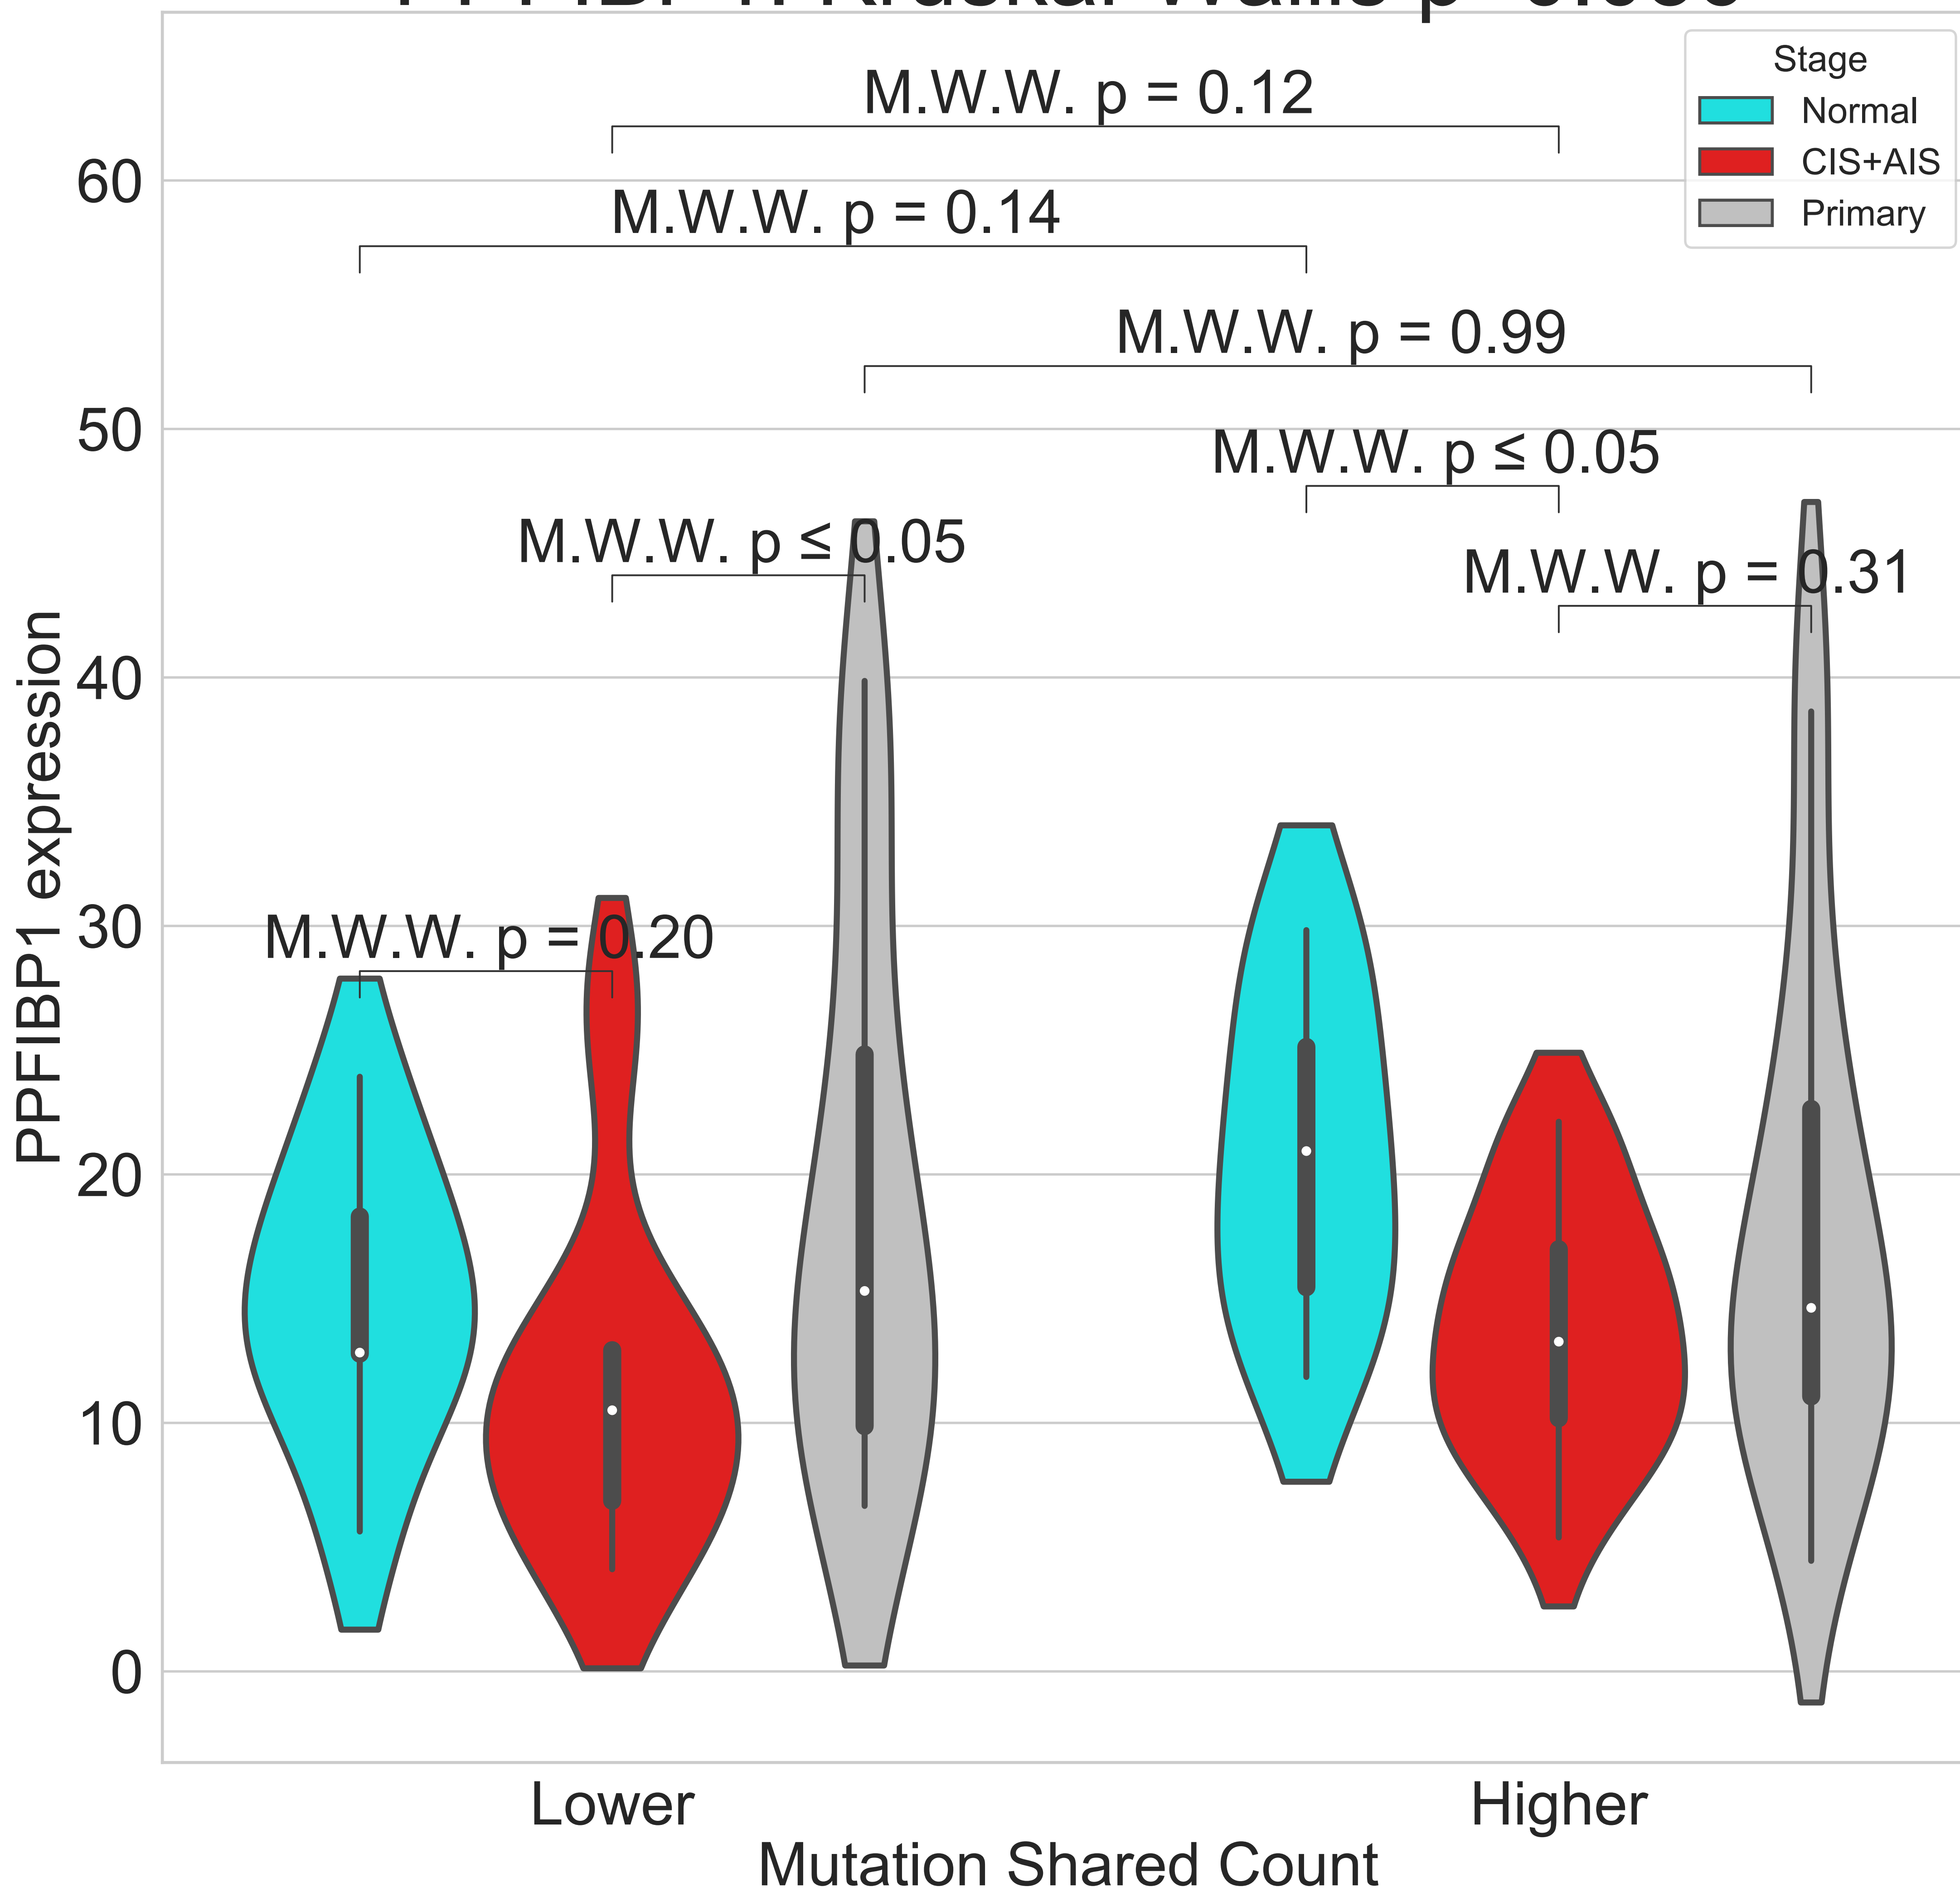 Stage
Normal
CIS+AIS
Primary
M.W.W. p = 0.12
M.W.W. p = 0.14
M.W.W. p = 0.99
M.W.W. p ≤ 0.05
M.W.W. p ≤ 0.05
M.W.W. p = 0.31
M.W.W. p = 0.20
60
50
40
30
20
10
0
PPFIBP1 expression
Lower
Higher
Mutation Shared Count